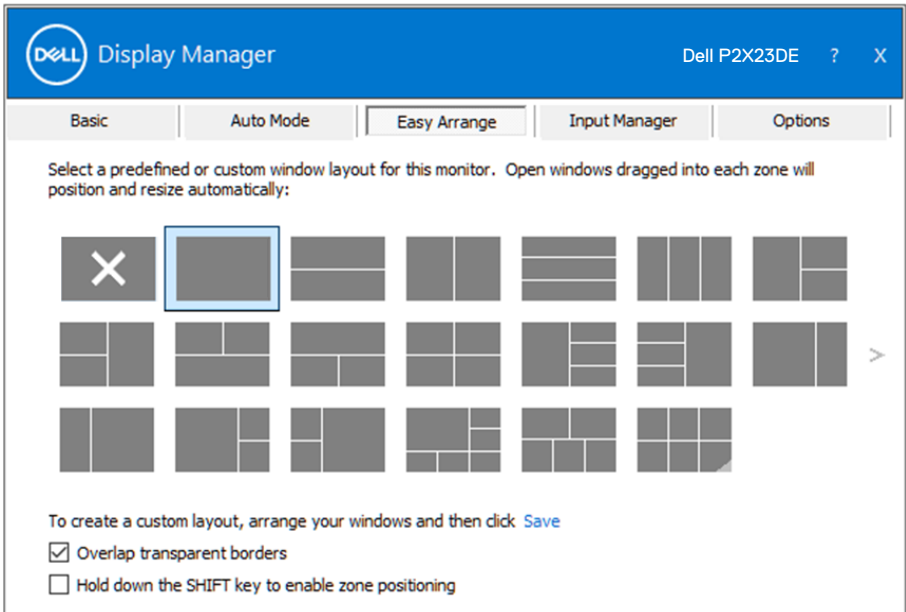 DELL Display Manager
Dell P2X23DE ? X
Basic Auto Mode Easy Arrange Input Manager Options
Select a predefined or custom window layout for this monitor. Open windows dragged into each zone will
position and resize automatically:
>
To create a custom layout, arrange your windows and then click Save
Overlap transparent borders
Hold down the SHIFT key to enable zone positioning